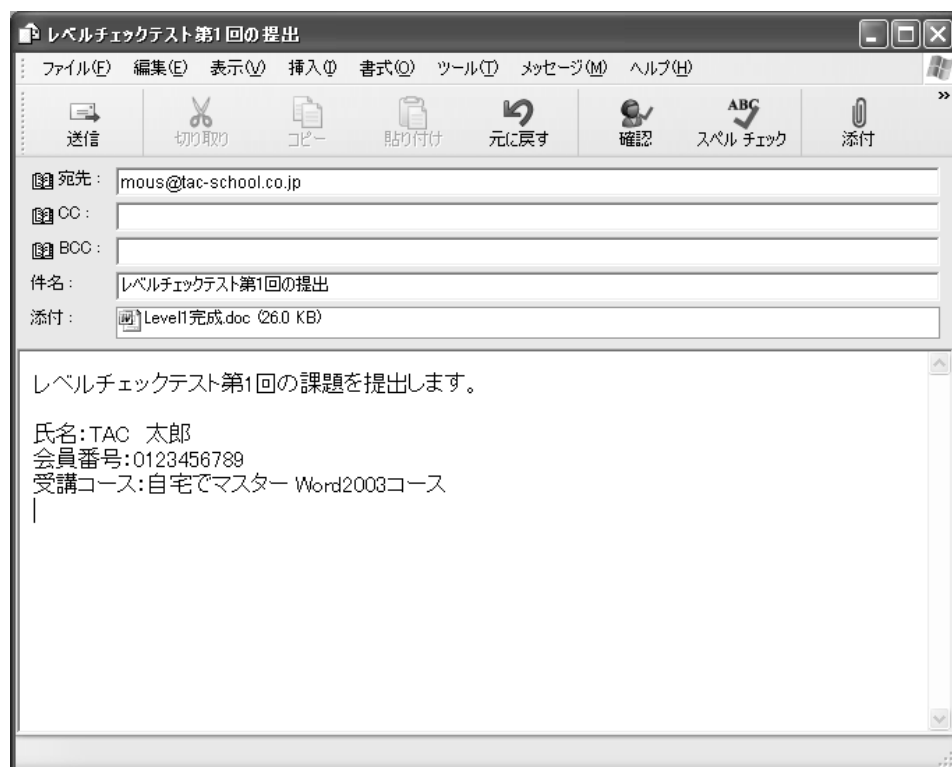 レベルチェックテスト第1回の提出
ファイル(F) 編集(E) 表示(V) 挿入(I) 書式(O) ツール(T) メッセージ(M) ヘルプ(H)
送信 切り取り コピー 貼り付け 元に戻す 確認 ABC スペル チェック 添付 »
宛先: mous@tac-school.co.jp
CC:
BCC:
件名: レベルチェックテスト第1回の提出
添付: Level1完成.doc (26.0 KB)
レベルチェックテスト第1回の課題を提出します。
氏名:TAC 太郎
会員番号:0123456789
受講コース:自宅でマスター Word2003コース